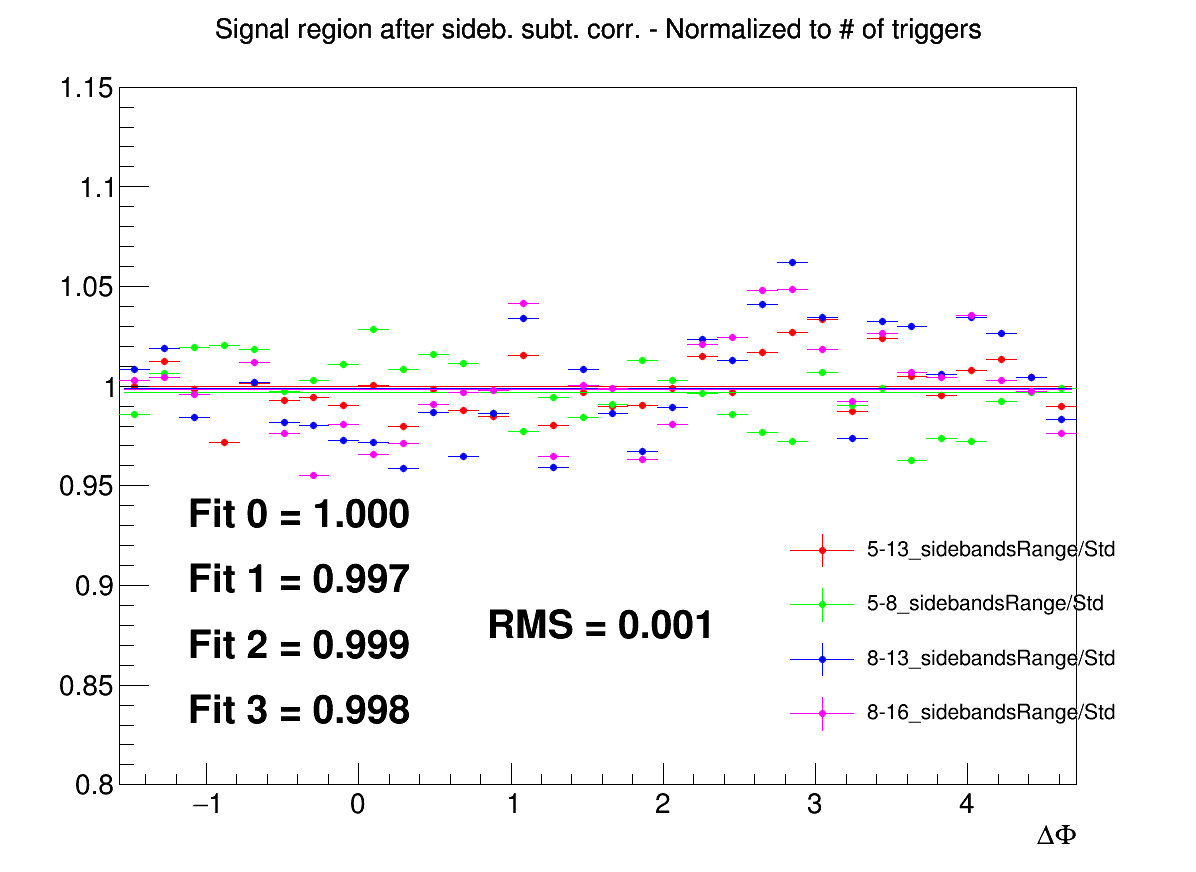 Signal region after sideb. subt. corr. - Normalized to # of triggers
1.15
1.1
1.05
1
0.95
0.9
0.85
0.8
Fit 0 = 1.000
Fit 1 = 0.997
Fit 2 = 0.999
Fit 3 = 0.998
RMS = 0.001
5-13_sidebandsRange/Std
5-8_sidebandsRange/Std
8-13_sidebandsRange/Std
8-16_sidebandsRange/Std
−1 0 1 2 3 4
ΔΦ